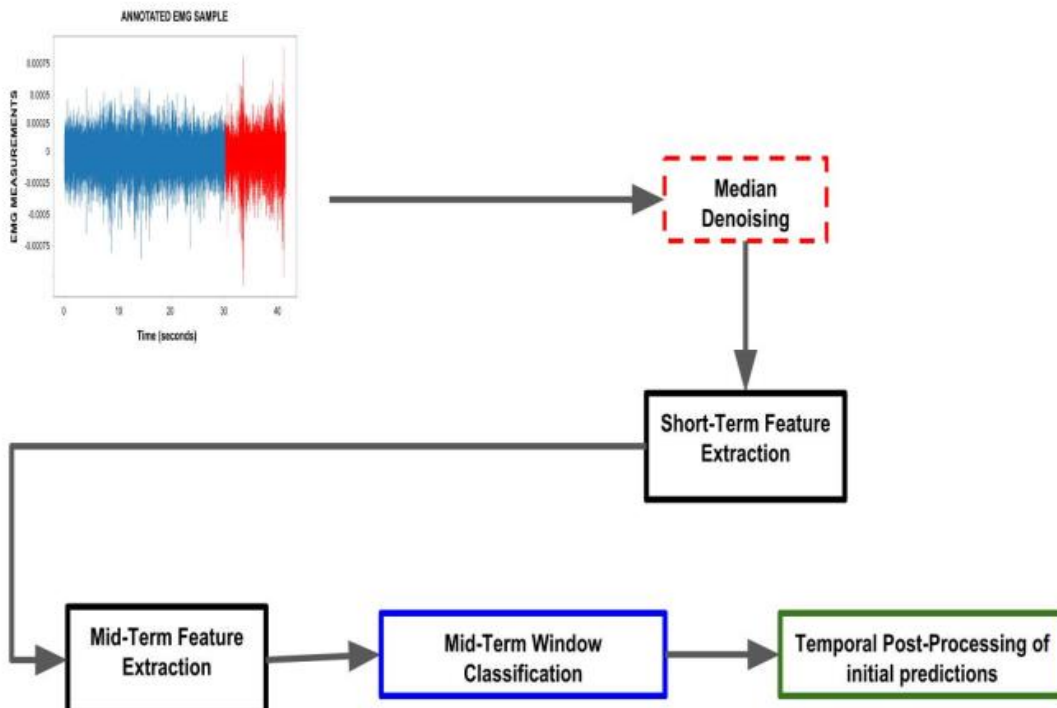 ANNOTATED EMG SAMPLE
EMG MEASUREMENTS
0.00075
0.0005
0.00025
0
-0.00025
-0.0005
-0.00075
0 10 20 30 40
Time (seconds)
Median
Denoising
Short-Term Feature
Extraction
Mid-Term Feature
Extraction
Mid-Term Window
Classification
Temporal Post-Processing of
initial predictions